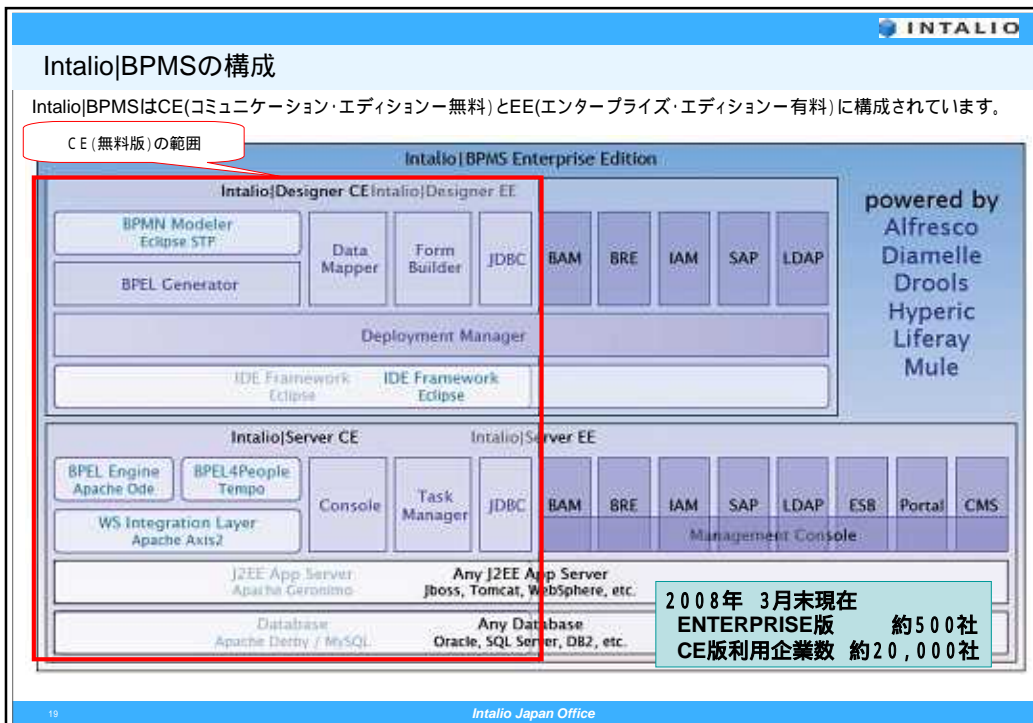 INTALIO
Intalio|BPMSの構成
Intalio|BPMSはCE(コミュニケーション･エディションー無料)とEE(エンタープライズ･エディションー有料)に構成されています。
CE(無料版)の範囲
Intalio|BPMS Enterprise Edition
Intalio|Designer CE Intalio|Designer EE
BPMN Modeler
Eclipse STP
BPEL Generator
Data
Mapper
Form
Builder
JDBC
BAM
BRE
IAM
SAP
LDAP
Deployment Manager
IDE Framework
Eclipse
IDE Framework
Eclipse
powered by
Alfresco
Diamelle
Drools
Hyperic
Liferay
Mule
Intalio|Server CE
Intalio|Server EE
BPEL Engine
Apache Ode
BPEL4People
Tempo
WS Integration Layer
Apache Axis2
Console
Task
Manager
JDBC
BAM
BRE
IAM
SAP
LDAP
ESB
Portal
CMS
Management Console
J2EE App Server
Apache Geronimo
Any J2EE App Server
Jboss, Tomcat, WebSphere, etc.
Database
Apache Derby / MySQL
Any Database
Oracle, SQL Server, DB2, etc.
2008年 3月末現在
ENTERPRISE版 約500社
CE版利用企業数 約20,000社
19
Intalio Japan Office